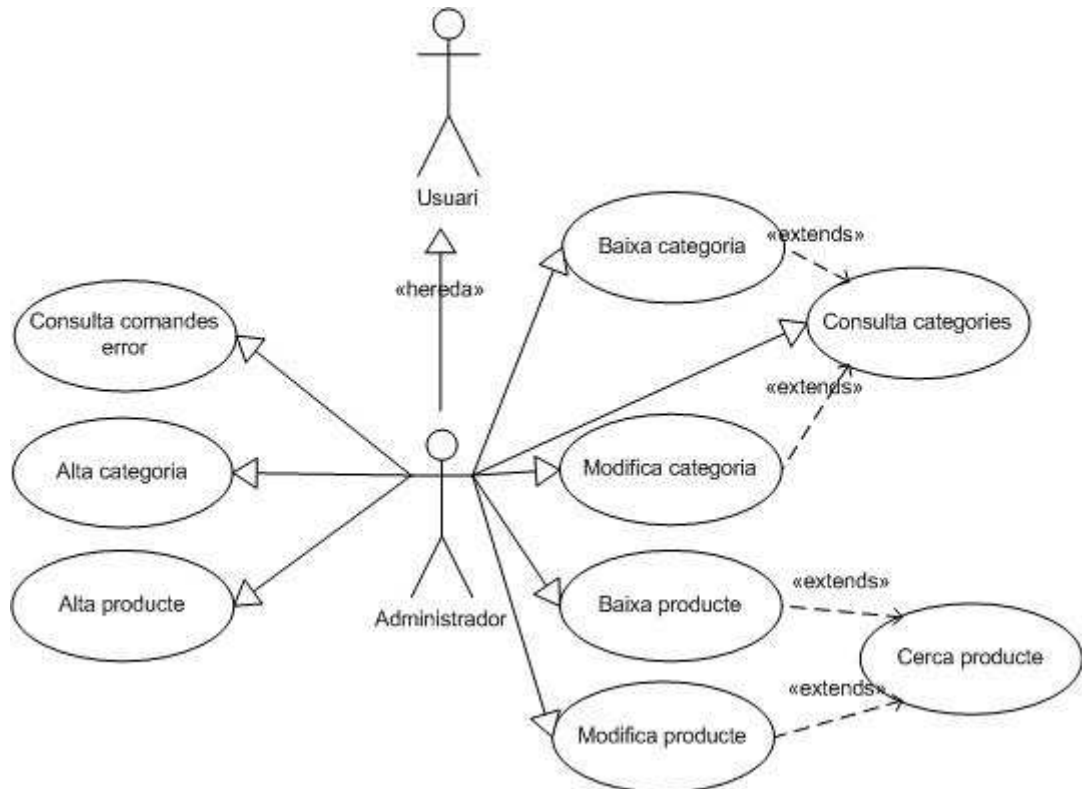 Usuari
«hereda»
Baixa categoria
«extends»
Consulta categories
Consulta comandes
error
«extends»
Alta categoria
Modifica categoria
Alta producte
Administrador
Baixa producte
«extends»
Cerca producte
«extends»
Modifica producte